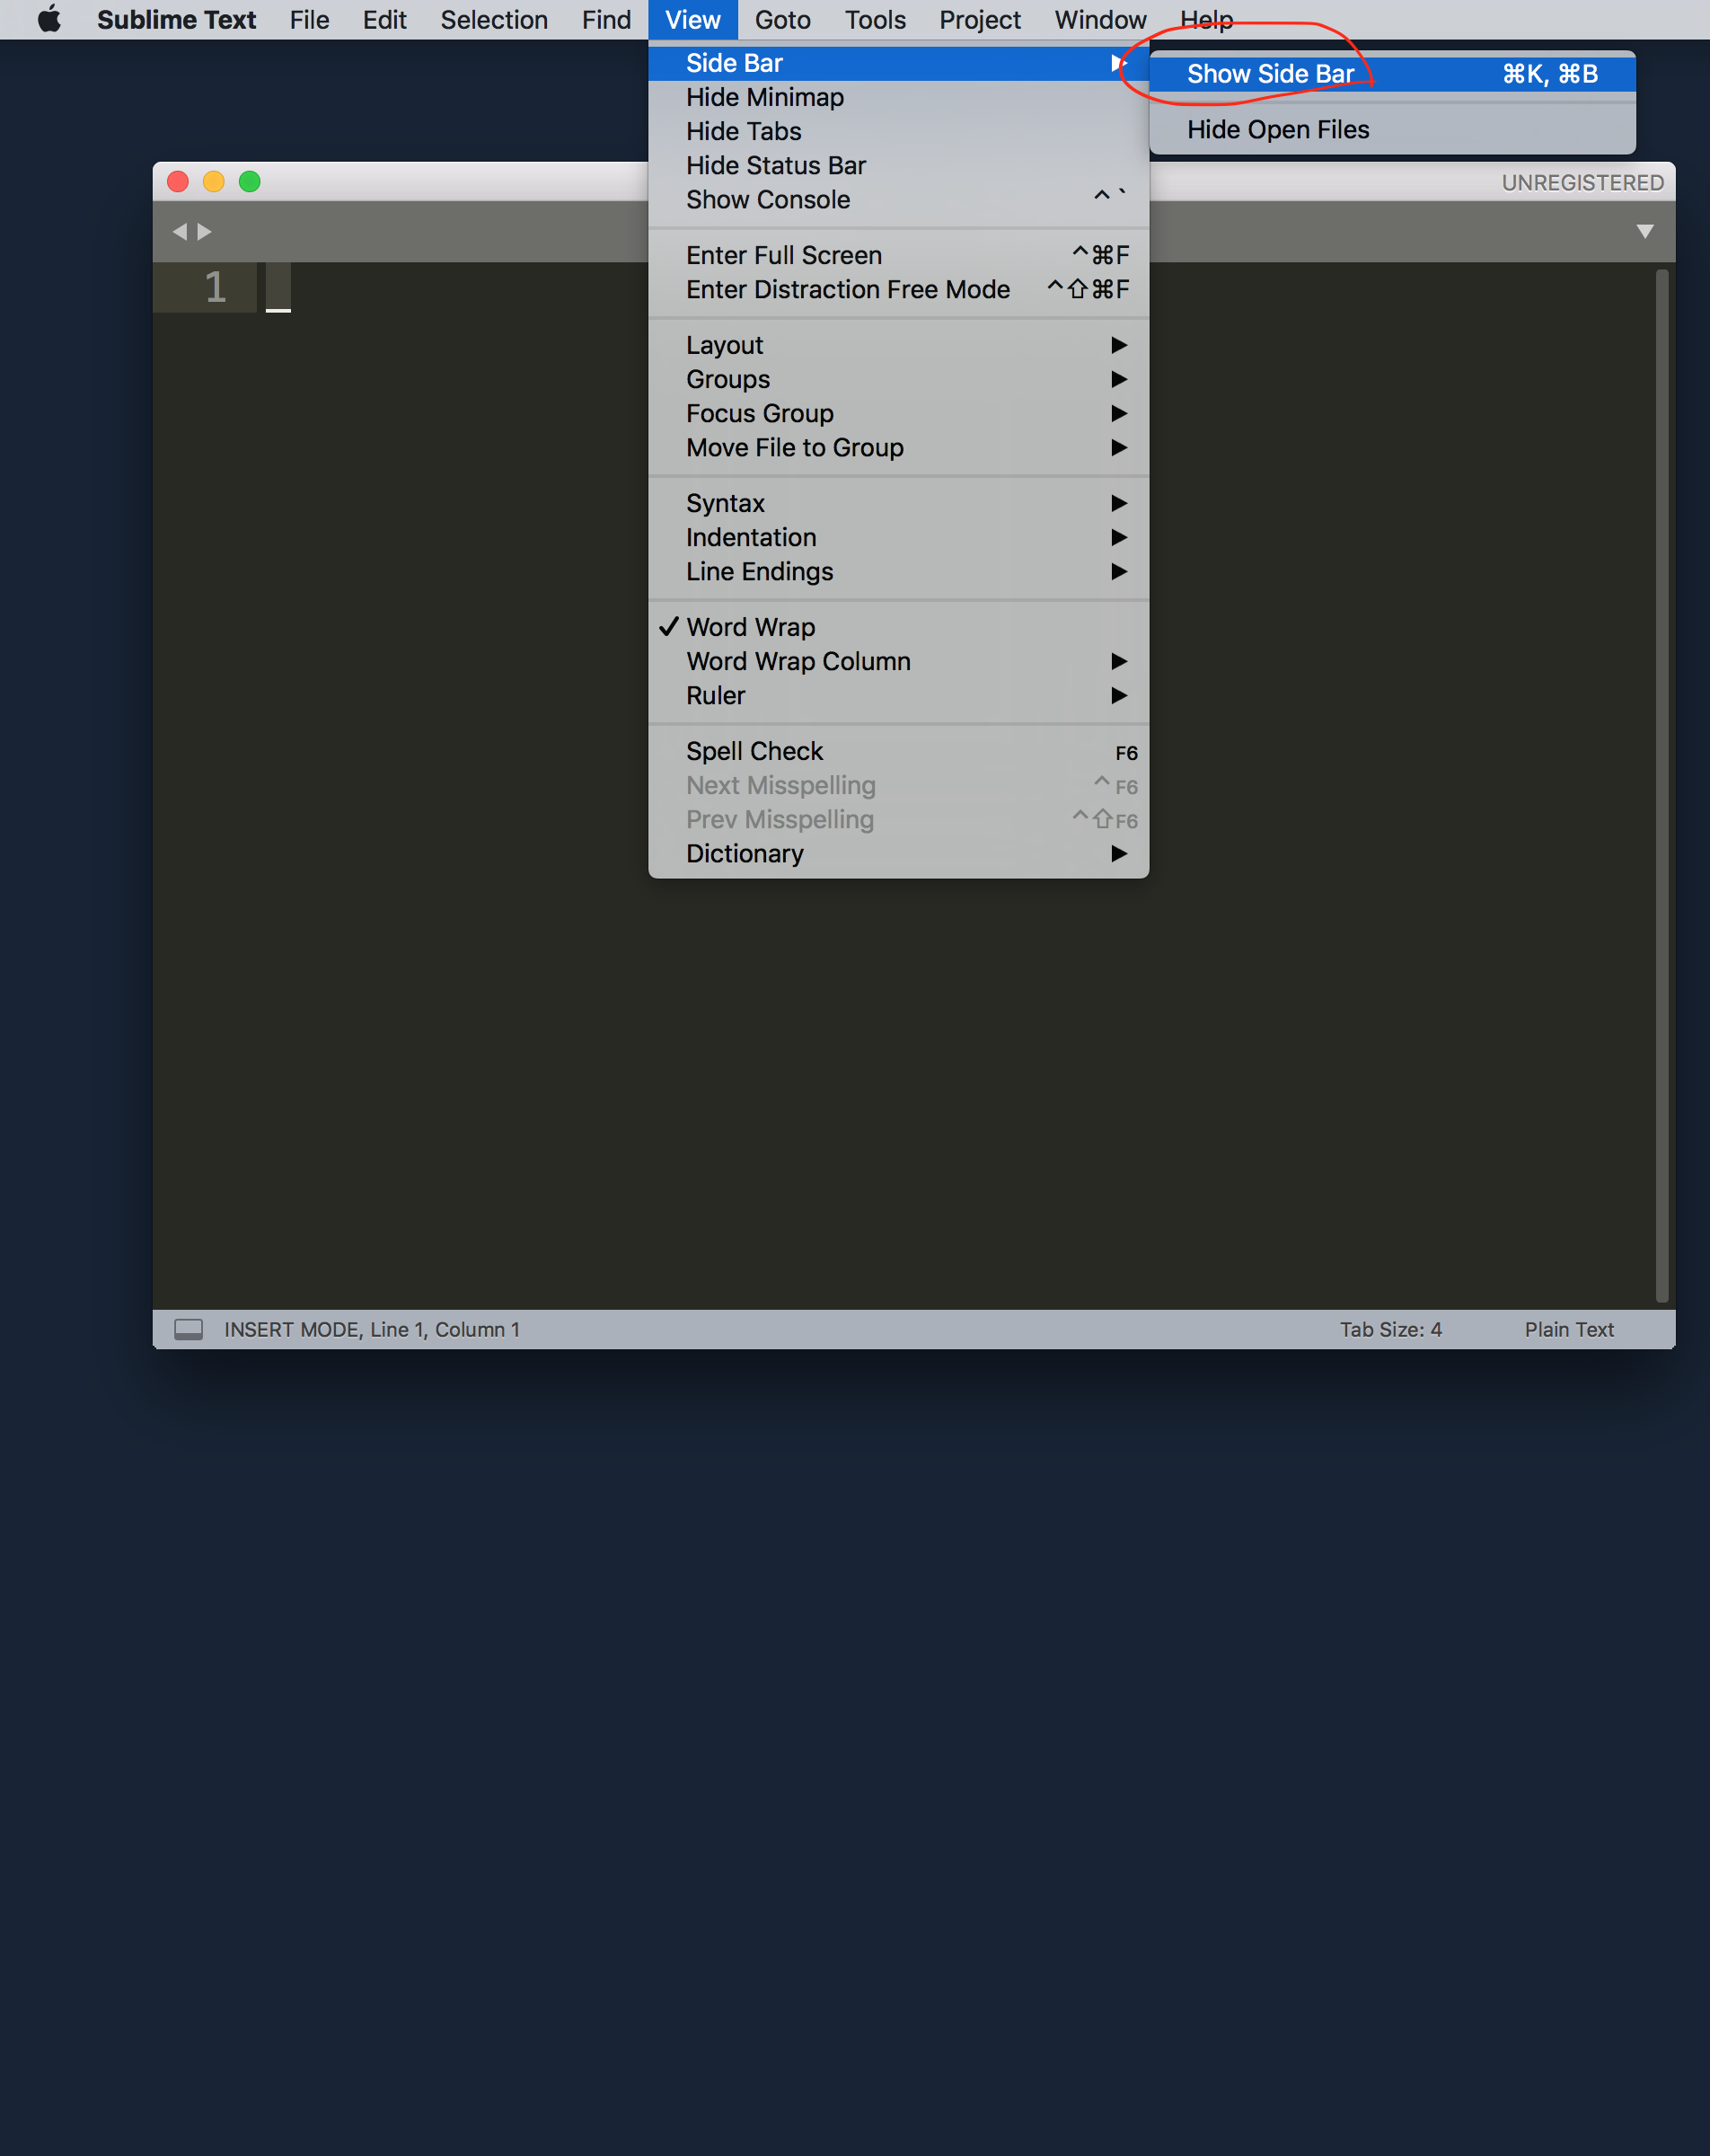 Sublime Text File Edit Selection Find View Goto Tools Project Window Help
Side Bar
Show Side Bar ⌘K, ⌘B
Hide Minimap
Hide Open Files
Hide Tabs
Hide Status Bar
UNREGISTERED
Show Console ^`
Enter Full Screen ^⌘F
1
Enter Distraction Free Mode ^⇧⌘F
Layout
Groups
Focus Group
Move File to Group
Syntax
Indentation
Line Endings
✓ Word Wrap
Word Wrap Column
Ruler
Spell Check F6
Next Misspelling ^F6
Prev Misspelling ^⇧F6
Dictionary
INSERT MODE, Line 1, Column 1 Tab Size: 4 Plain Text